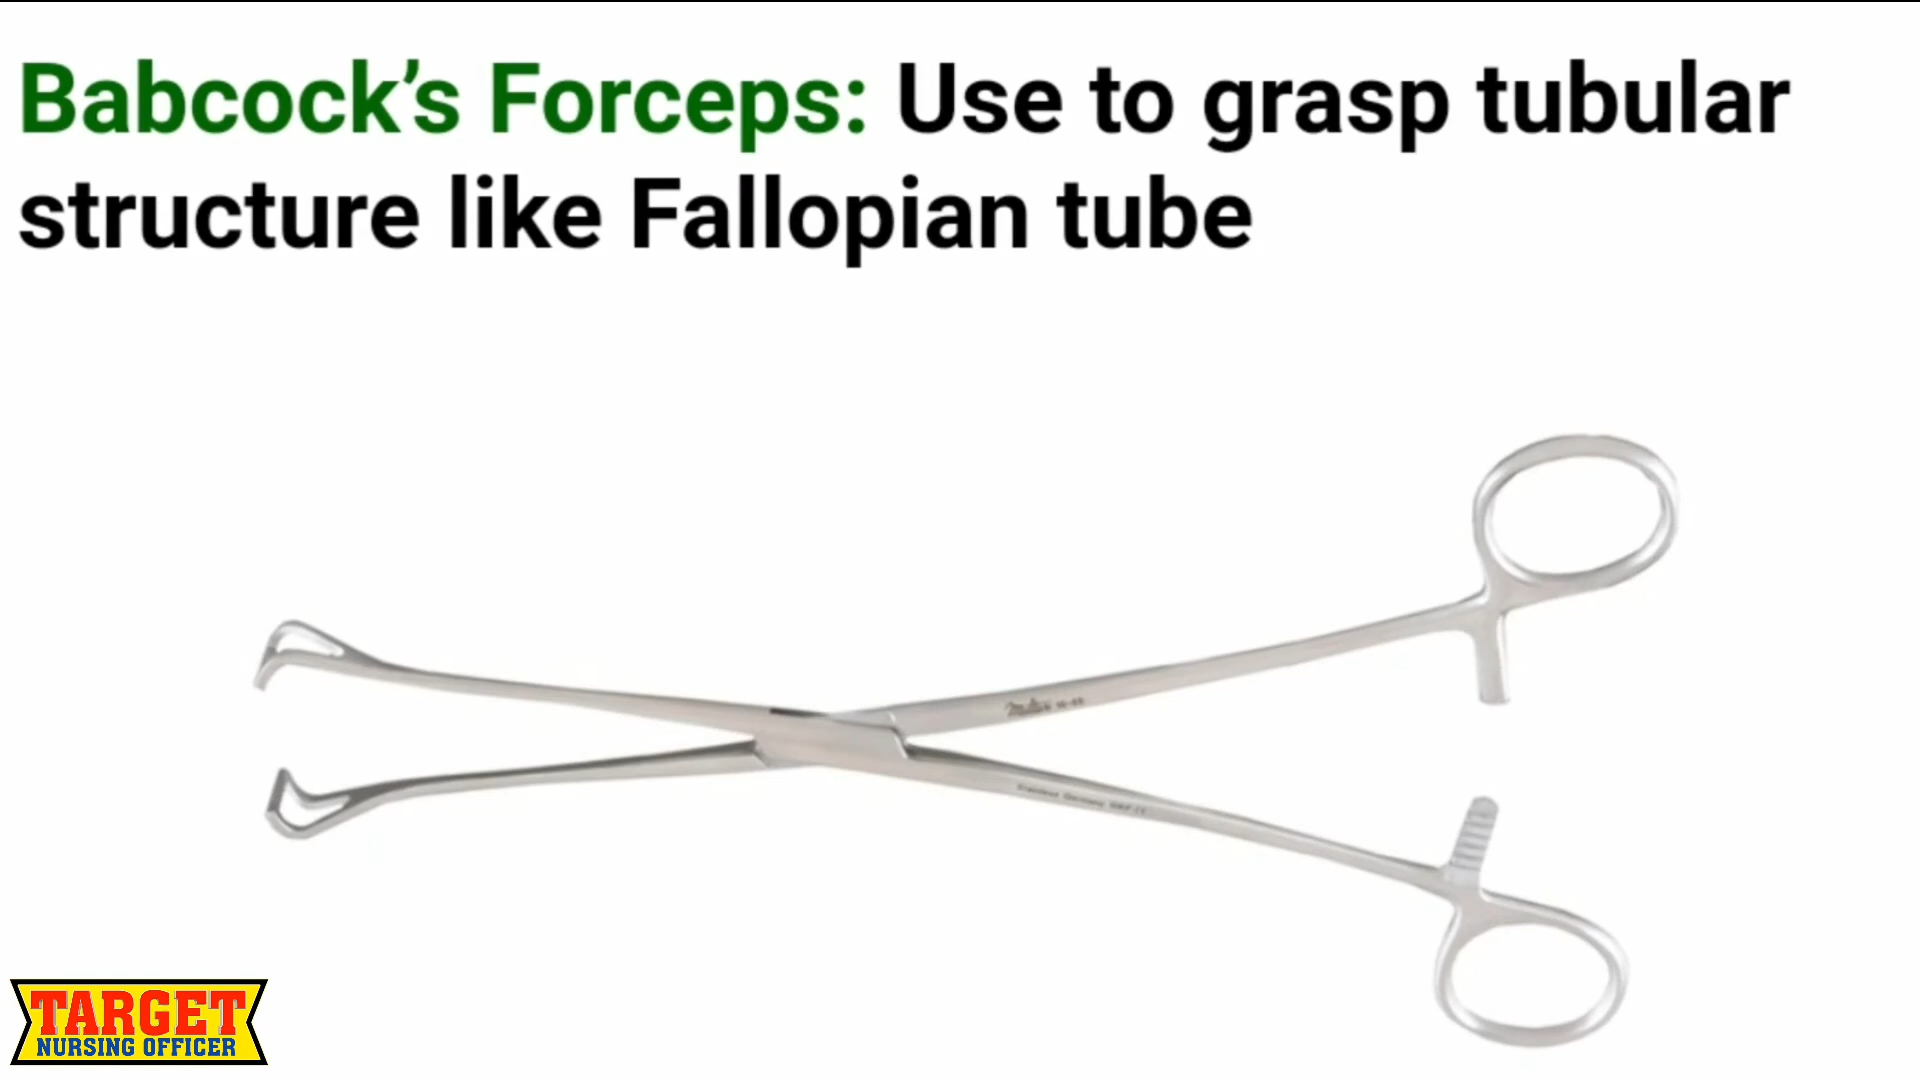 Babcock’s Forceps: Use to grasp tubular
structure like Fallopian tube
TARGET
NURSING OFFICER